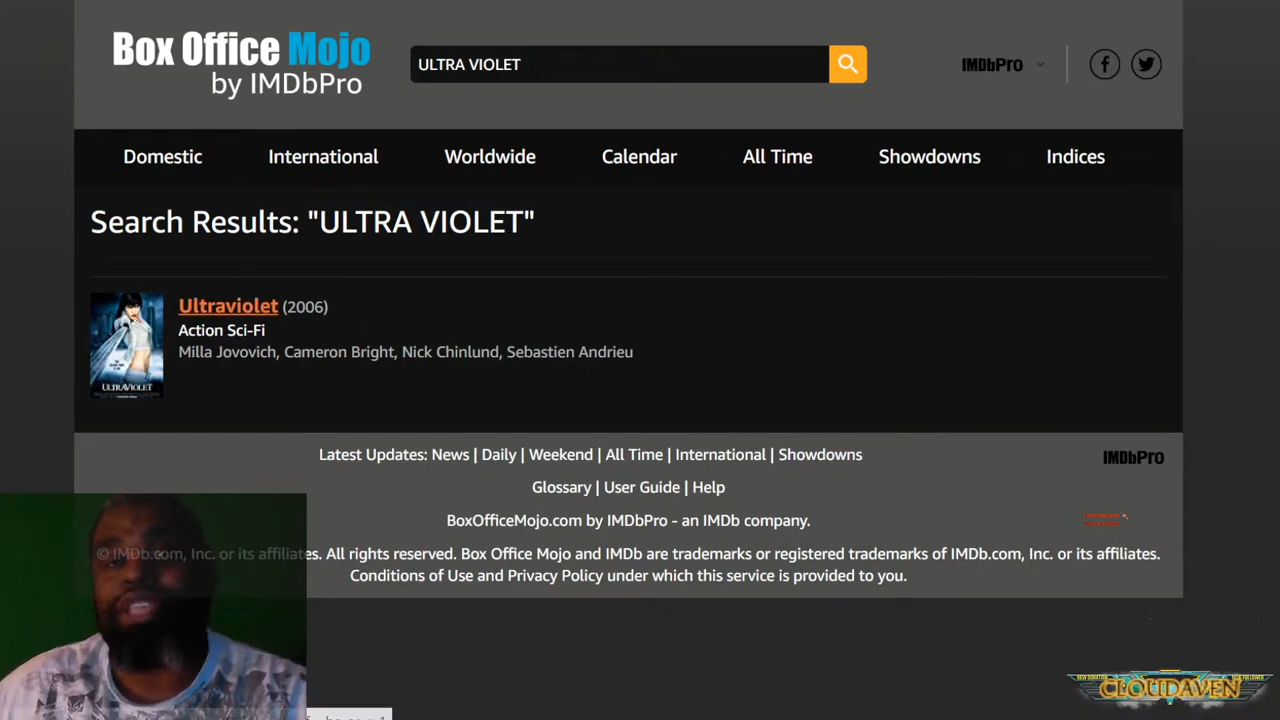 Box Office Mojo
by IMDbPro
ULTRA VIOLET
IMDbPro
Domestic
International
Worldwide
Calendar
All Time
Showdowns
Indices
Search Results: "ULTRA VIOLET"
Ultraviolet (2006)
Action Sci-Fi
Milla Jovovich, Cameron Bright, Nick Chinlund, Sebastien Andrieu
ULTRAVIOLET
Latest Updates: News | Daily | Weekend | All Time | International | Showdowns
IMDbPro
Glossary | User Guide | Help
BoxOfficeMojo.com by IMDbPro - an IMDb company.
© IMDb.com, Inc. or its affiliates. All rights reserved. Box Office Mojo and IMDb are trademarks or registered trademarks of IMDb.com, Inc. or its affiliates.
Conditions of Use and Privacy Policy under which this service is provided to you.
NEW DONATION
NEW FOLLOWER
CLOUDAVEN